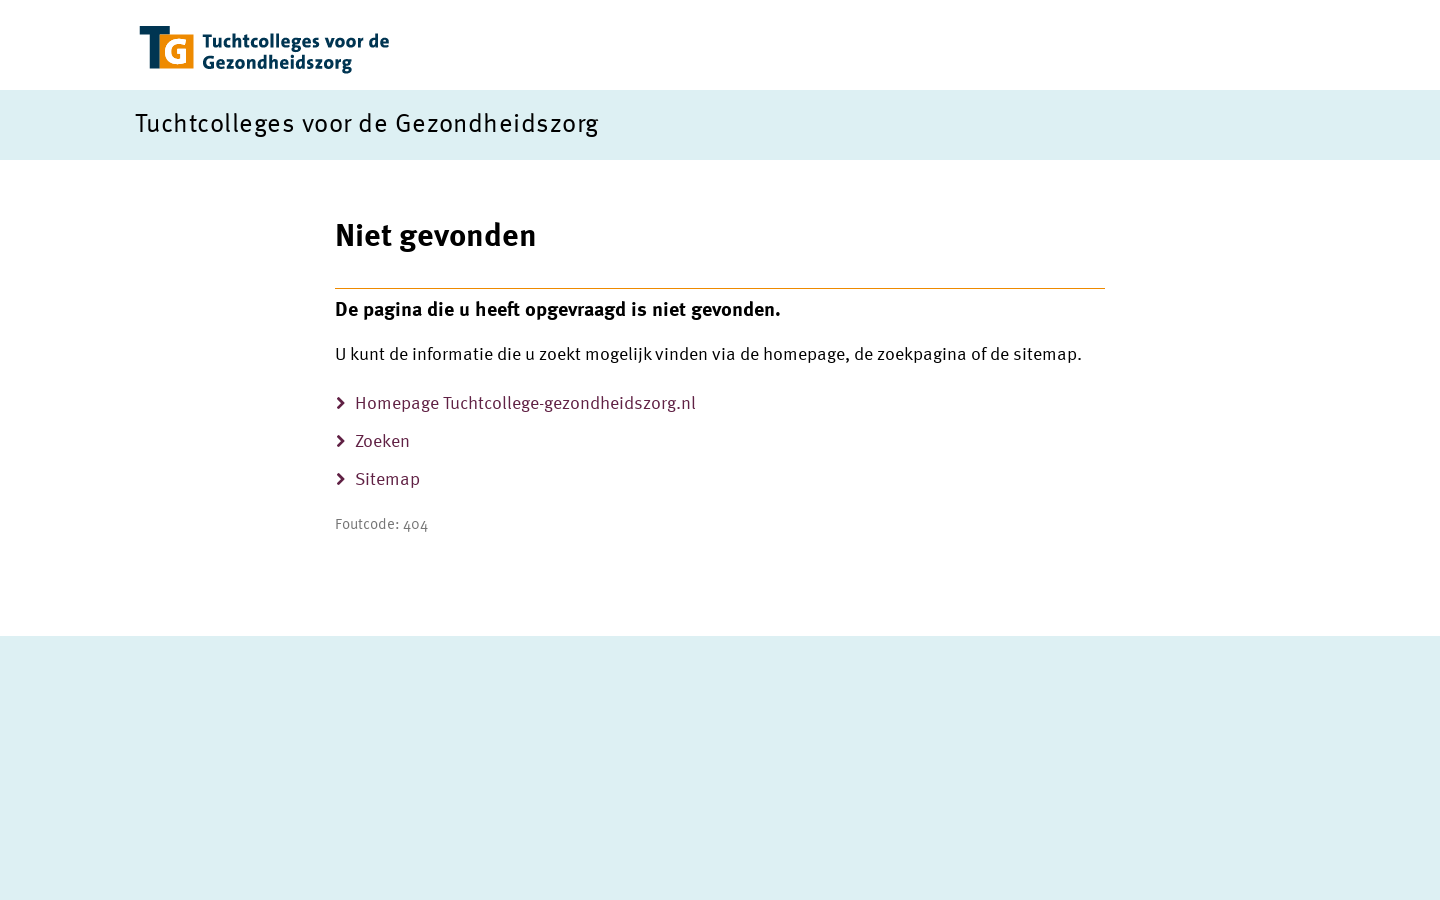 TG Tuchtcolleges voor de
Gezondheidszorg
Tuchtcolleges voor de Gezondheidszorg
Niet gevonden
De pagina die u heeft opgevraagd is niet gevonden.
U kunt de informatie die u zoekt mogelijk vinden via de homepage, de zoekpagina of de sitemap.
Homepage Tuchtcollege-gezondheidszorg.nl
Zoeken
Sitemap
Foutcode: 404